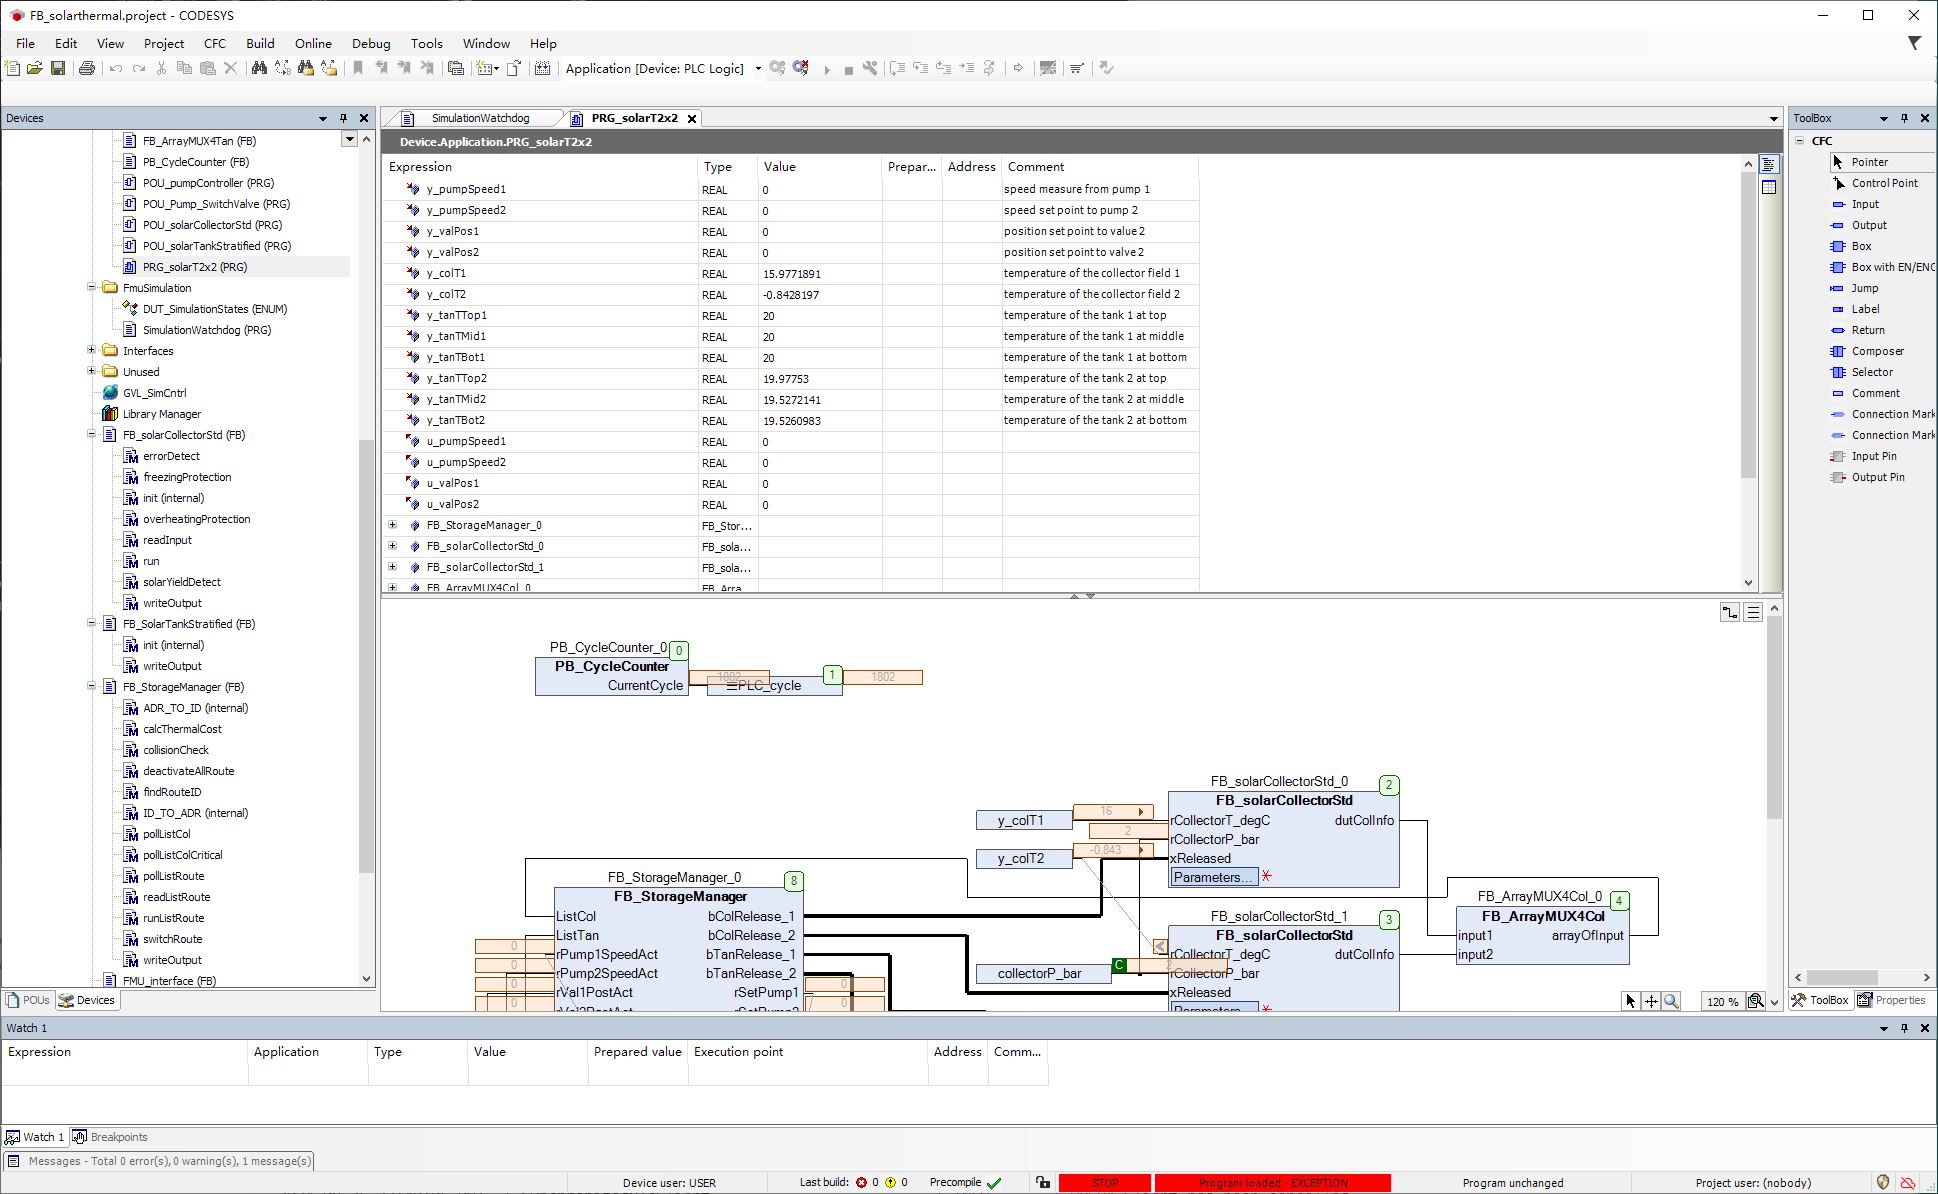 FB_solarthermal.project - CODESYS
File Edit View Project CFC Build Online Debug Tools Window Help
Application [Device: PLC Logic]
Devices
FB_ArrayMUX4Tan (FB)
PB_CycleCounter (FB)
POU_pumpController (PRG)
POU_Pump_SwitchValve (PRG)
POU_solarCollectorStd (PRG)
POU_solarTankStratified (PRG)
PRG_solarT2x2 (PRG)
FmuSimulation
DUT_SimulationStates (ENUM)
SimulationWatchdog (PRG)
Interfaces
Unused
GVL_SimCntrl
Library Manager
FB_solarCollectorStd (FB)
errorDetect
freezingProtection
init (internal)
overheatingProtection
readInput
run
solarYieldDetect
writeOutput
FB_SolarTankStratified (FB)
init (internal)
writeOutput
FB_StorageManager (FB)
ADR_TO_ID (internal)
calcThermalCost
collisionCheck
deactivateAllRoute
findRouteID
ID_TO_ADR (internal)
pollListCol
pollListColCritical
pollListRoute
readListRoute
runListRoute
switchRoute
writeOutput
FMU_interface (FB)
POUs Devices
SimulationWatchdog PRG_solarT2x2
Device.Application.PRG_solarT2x2
Expression Type Value Prepar... Address Comment
y_pumpSpeed1 REAL 0 speed measure from pump 1
y_pumpSpeed2 REAL 0 speed set point to pump 2
y_valPos1 REAL 0 position set point to value 2
y_valPos2 REAL 0 position set point to valve 2
y_colT1 REAL 15.9771891 temperature of the collector field 1
y_colT2 REAL -0.8428197 temperature of the collector field 2
y_tanTTop1 REAL 20 temperature of the tank 1 at top
y_tanTMid1 REAL 20 temperature of the tank 1 at middle
y_tanTBot1 REAL 20 temperature of the tank 1 at bottom
y_tanTTop2 REAL 19.97753 temperature of the tank 2 at top
y_tanTMid2 REAL 19.5272141 temperature of the tank 2 at middle
y_tanTBot2 REAL 19.5260983 temperature of the tank 2 at bottom
u_pumpSpeed1 REAL 0
u_pumpSpeed2 REAL 0
u_valPos1 REAL 0
u_valPos2 REAL 0
FB_StorageManager_0 FB_Stor...
FB_solarCollectorStd_0 FB_sola...
FB_solarCollectorStd_1 FB_sola...
FB_ArrayMUX4Col_0 FB_Arra
PB_CycleCounter_0 0
PB_CycleCounter
CurrentCycle 1802 PLC_cycle 1 1802
FB_solarCollectorStd_0 2
FB_solarCollectorStd
y_colT1 16 rCollectorT_degC dutColInfo
2 rCollectorP_bar
y_colT2 -0.843 xReleased
Parameters...
FB_StorageManager_0 8
FB_StorageManager
ListCol bColRelease_1
ListTan bColRelease_2
0 rPump1SpeedAct bTanRelease_1
0 rPump2SpeedAct bTanRelease_2
0 rVal1PostAct rSetPump1 0
0 rVal2PostAct rSetPump2 0
FB_solarCollectorStd_1 3
FB_solarCollectorStd
rCollectorT_degC dutColInfo
collectorP_bar C 2 rCollectorP_bar
xReleased
Parameters...
FB_ArrayMUX4Col_0 4
FB_ArrayMUX4Col
input1 arrayOfInput
input2
120 %
ToolBox
CFC
Pointer
Control Point
Input
Output
Box
Box with EN/ENO
Jump
Label
Return
Composer
Selector
Comment
Connection Mark
Connection Mark
Input Pin
Output Pin
ToolBox Properties
Watch 1
Expression Application Type Value Prepared value Execution point Address Comm...
Watch 1 Breakpoints
Messages - Total 0 error(s), 0 warning(s), 1 message(s)
Device user: USER Last build: 0 0 Precompile STOP Program loaded - EXCEPTION Program unchanged Project user: (nobody)